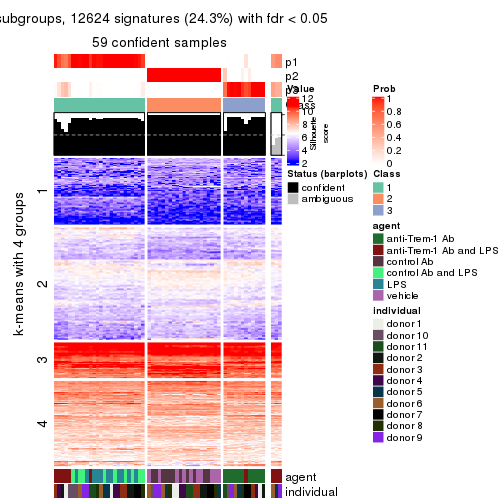 subgroups, 12624 signatures (24.3%) with fdr < 0.05
59 confident samples
p1
p2
p3
Class
Silhouette
score
k-means with 4 groups
1
2
3
4
agent
individual
Value
12
10
8
6
4
2
Status (barplots)
confident
ambiguous
Prob
1
0.8
0.6
0.4
0.2
0
Class
1
2
3
agent
anti-Trem-1 Ab
anti-Trem-1 Ab and LPS
control Ab
control Ab and LPS
LPS
vehicle
individual
donor 1
donor 10
donor 11
donor 2
donor 3
donor 4
donor 5
donor 6
donor 7
donor 8
donor 9